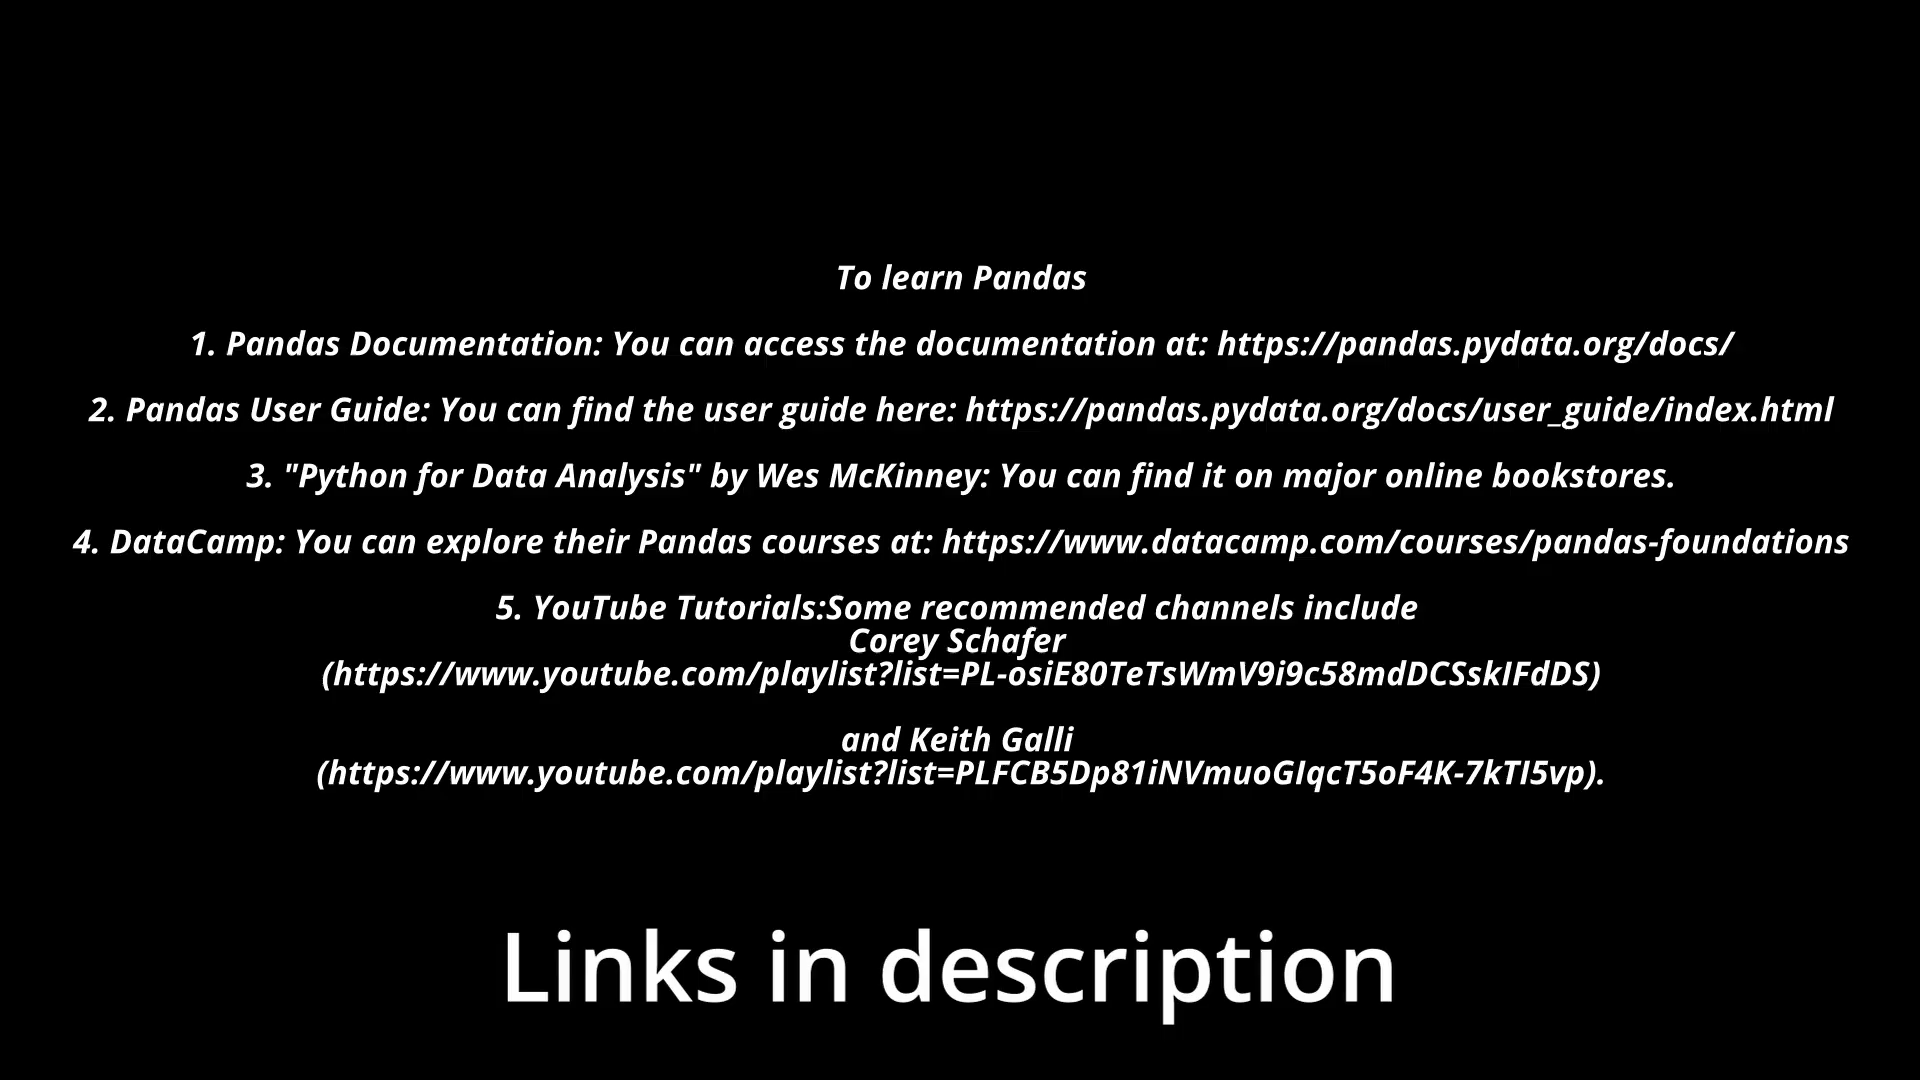 To learn Pandas
1. Pandas Documentation: You can access the documentation at: https://pandas.pydata.org/docs/
2. Pandas User Guide: You can find the user guide here: https://pandas.pydata.org/docs/user_guide/index.html
3. "Python for Data Analysis" by Wes McKinney: You can find it on major online bookstores.
4. DataCamp: You can explore their Pandas courses at: https://www.datacamp.com/courses/pandas-foundations
5. YouTube Tutorials:Some recommended channels include
Corey Schafer
(https://www.youtube.com/playlist?list=PL-osiE80TeTsWmV9i9c58mdDCSskIFdDS)
and Keith Galli
(https://www.youtube.com/playlist?list=PLFCB5Dp81iNVmuoGIqcT5oF4K-7kTI5vp).
Links in description